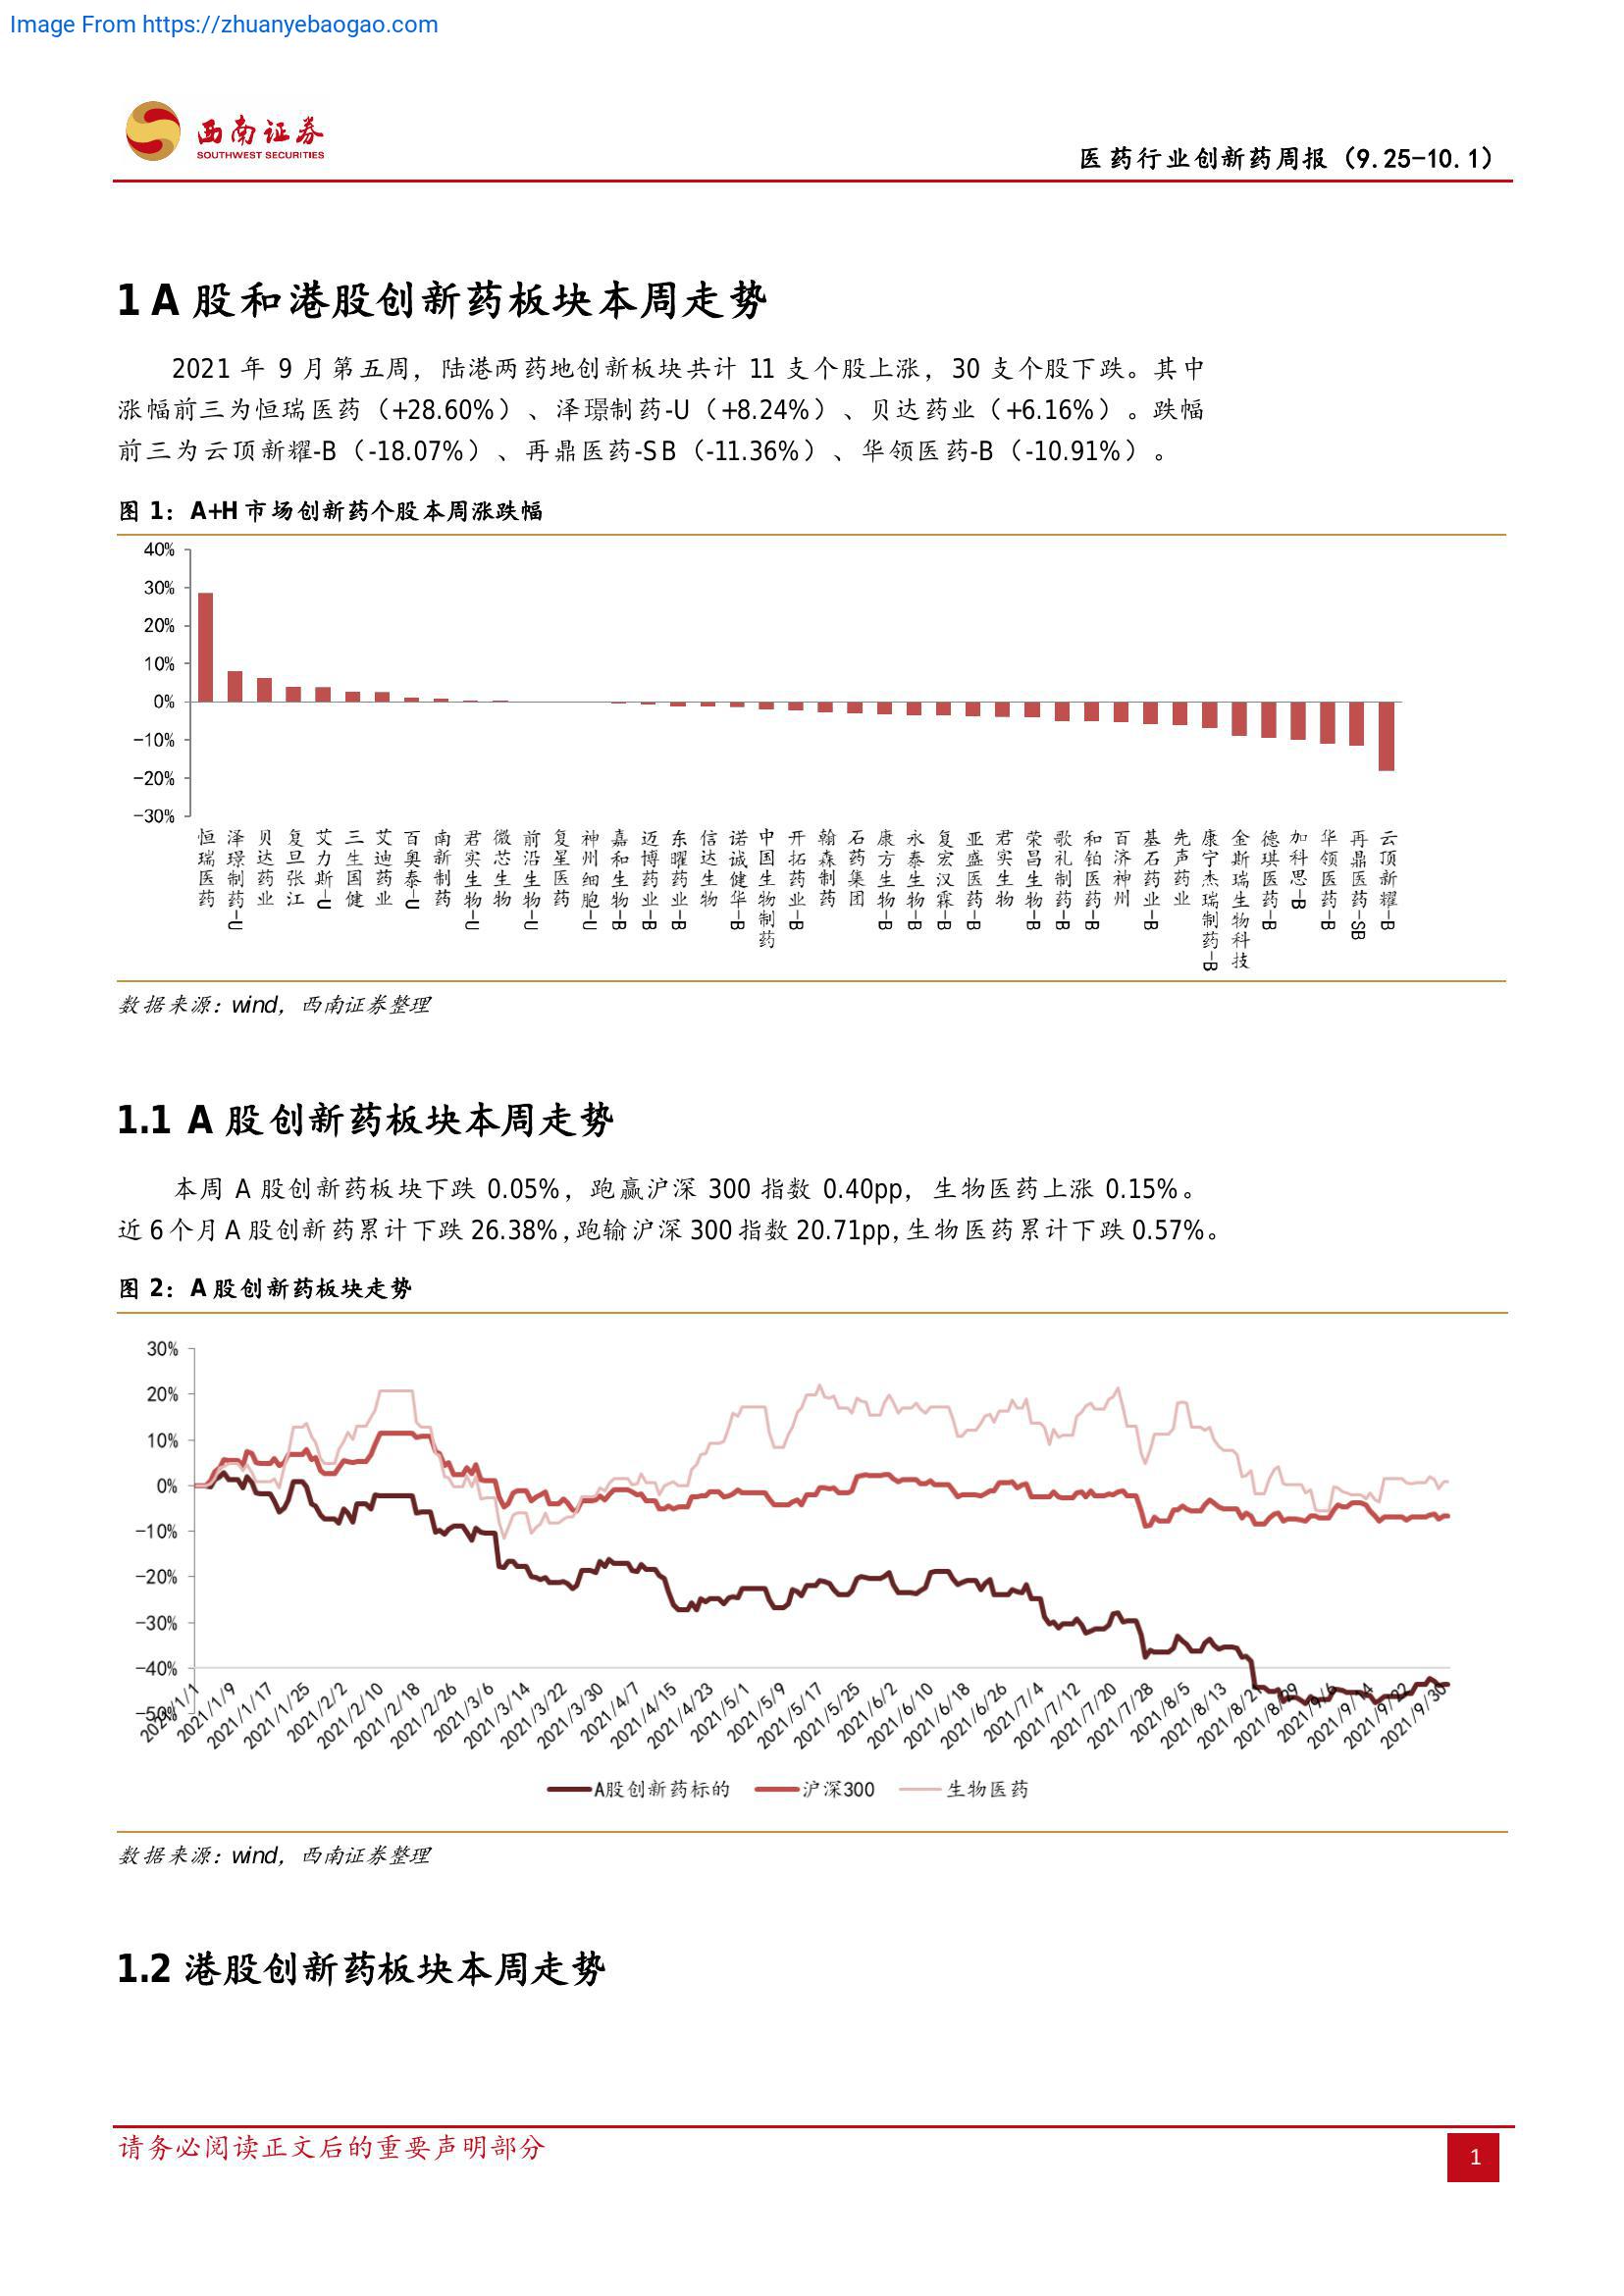 Image From https://zhuanyebaogao.com
西南证券
SOUTHWEST SECURITIES
医药行业创新药周报（9.25-10.1）
1 A 股和港股创新药板块本周走势
2021 年 9 月第五周，陆港两药地创新板块共计 11 支个股上涨，30 支个股下跌。其中
涨幅前三为恒瑞医药（+28.60%）、泽璟制药-U（+8.24%）、贝达药业（+6.16%）。跌幅
前三为云顶新耀-B（-18.07%）、再鼎医药-SB（-11.36%）、华领医药-B（-10.91%）。
图 1：A+H 市场创新药个股本周涨跌幅
40%
30%
20%
10%
0%
-10%
-20%
-30%
恒瑞医药
泽璟制药-U
贝达药业
复旦张江
艾力斯-U
三生国健
艾迪药业
百奥泰-U
南新制药
君实生物-U
微芯生物
前沿生物-U
复星医药
神州细胞-U
嘉和生物-B
迈博药业-B
东曜药业-B
信达生物
诺诚健华-B
中国生物制药
开拓药业-B
翰森制药
石药集团
康方生物-B
永泰生物-B
复宏汉霖-B
亚盛医药-B
君实生物
荣昌生物-B
歌礼制药-B
和铂医药-B
百济神州
基石药业-B
先声药业
康宁杰瑞制药-B
金斯瑞生物科技
德琪医药-B
加科思-B
华领医药-B
再鼎医药-SB
云顶新耀-B
数据来源：wind，西南证券整理
1.1 A 股创新药板块本周走势
本周 A 股创新药板块下跌 0.05%，跑赢沪深 300 指数 0.40pp，生物医药上涨 0.15%。
近 6 个月 A 股创新药累计下跌 26.38%，跑输沪深 300 指数 20.71pp，生物医药累计下跌 0.57%。
图 2：A 股创新药板块走势
30%
20%
10%
0%
-10%
-20%
-30%
-40%
-50%
2021/1/1
2021/1/9
2021/1/17
2021/1/25
2021/2/2
2021/2/10
2021/2/18
2021/2/26
2021/3/6
2021/3/14
2021/3/22
2021/3/30
2021/4/7
2021/4/15
2021/4/23
2021/5/1
2021/5/9
2021/5/17
2021/5/25
2021/6/2
2021/6/10
2021/6/18
2021/6/26
2021/7/4
2021/7/12
2021/7/20
2021/7/28
2021/8/5
2021/8/13
2021/8/21
2021/8/29
2021/9/6
2021/9/14
2021/9/22
2021/9/30
A股创新药标的
沪深300
生物医药
数据来源：wind，西南证券整理
1.2 港股创新药板块本周走势
请务必阅读正文后的重要声明部分
1